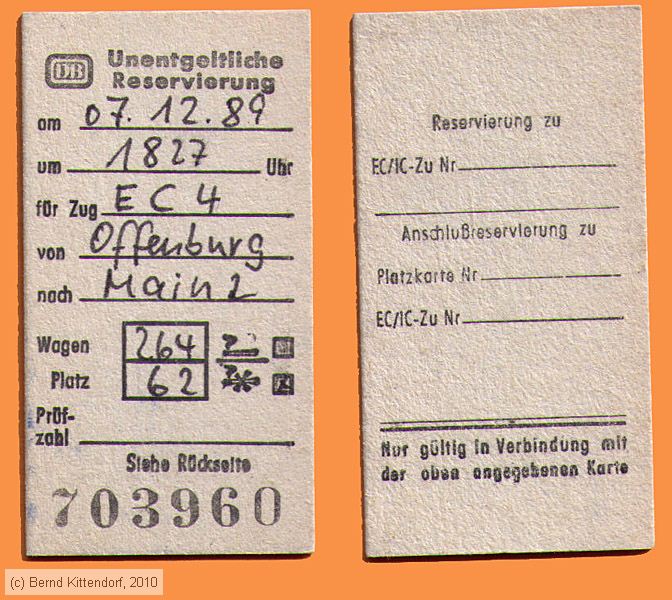 DB
Unentgeltliche
Reservierung
am 07.12.89
um 1827 Uhr
für Zug EC 4
von Offenburg
nach Mainz
Wagen 264
Platz 62
Prüf-
zahl
Siehe Rückseite
703960
Reservierung zu
EC/IC-Zu Nr
Anschlußreservierung zu
Platzkarte Nr
EC/IC-Zu Nr
Nur gültig in Verbindung mit
der oben angegebenen Karte
(c) Bernd Kittendorf, 2010